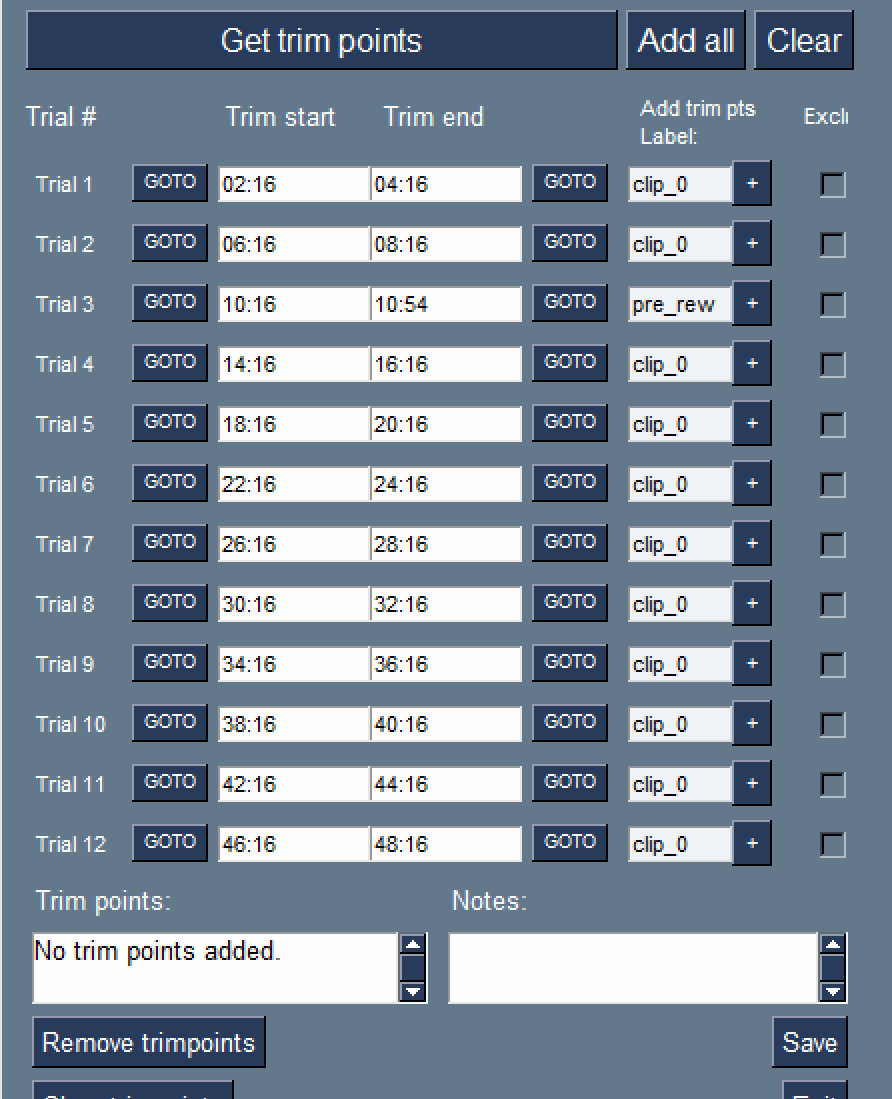 Get trim points Add all Clear
Trial # Trim start Trim end Add trim pts Label:
Trial 1 GOTO 02:16 04:16 GOTO clip_0 +
Trial 2 GOTO 06:16 08:16 GOTO clip_0 +
Trial 3 GOTO 10:16 10:54 GOTO pre_rew +
Trial 4 GOTO 14:16 16:16 GOTO clip_0 +
Trial 5 GOTO 18:16 20:16 GOTO clip_0 +
Trial 6 GOTO 22:16 24:16 GOTO clip_0 +
Trial 7 GOTO 26:16 28:16 GOTO clip_0 +
Trial 8 GOTO 30:16 32:16 GOTO clip_0 +
Trial 9 GOTO 34:16 36:16 GOTO clip_0 +
Trial 10 GOTO 38:16 40:16 GOTO clip_0 +
Trial 11 GOTO 42:16 44:16 GOTO clip_0 +
Trial 12 GOTO 46:16 48:16 GOTO clip_0 +
Trim points: Notes:
No trim points added.
Remove trimpoints Save